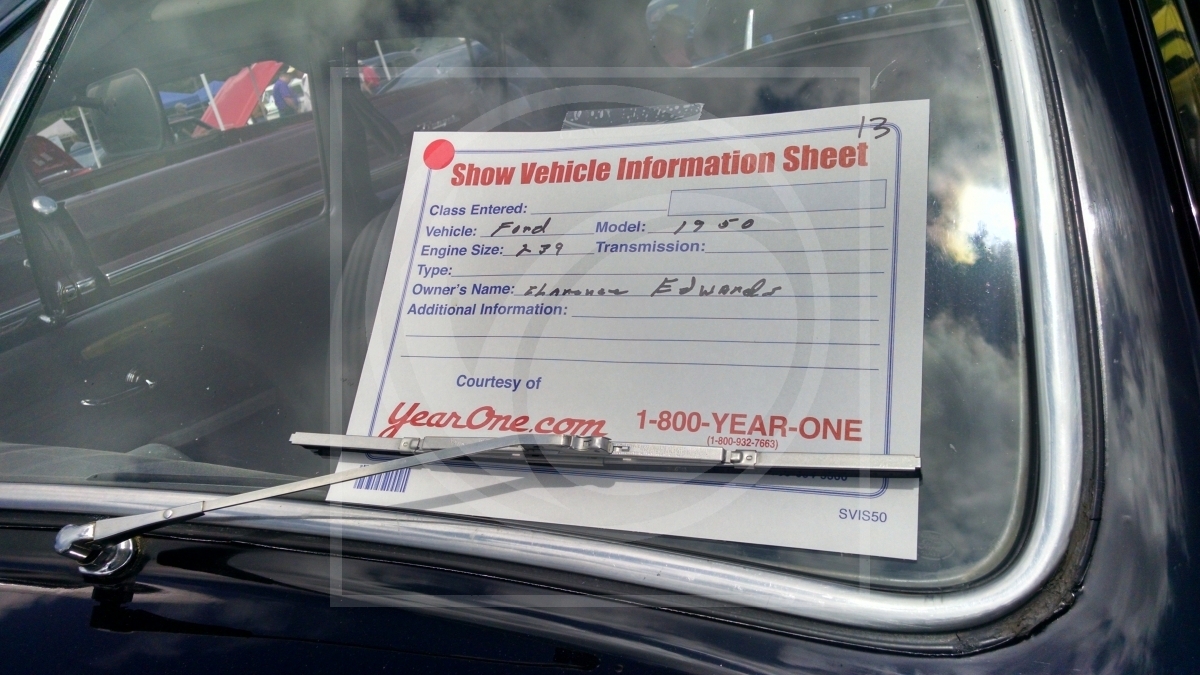 13
Show Vehicle Information Sheet
Class Entered:
Vehicle: Ford Model: 1950
Engine Size: 239 Transmission:
Type:
Owner's Name: Edwards
Additional Information:
Courtesy of
YearOne.com 1-800-YEAR-ONE
(1-800-932-7663)
SVIS50